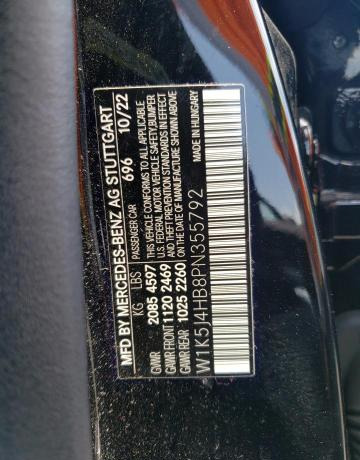 MFD BY MERCEDES-BENZ AG STUTTGART
KG LBS 696 10/22
PASSENGER CAR
GVWR 2085 4597 THIS VEHICLE CONFORMS TO ALL APPLICABLE
U.S. FEDERAL MOTOR VEHICLE SAFETY, BUMPER
GAWR FRONT 1120 2469 AND THEFT PREVENTION STANDARDS IN EFFECT
ON THE DATE OF MANUFACTURE SHOWN ABOVE
GAWR REAR 1025 2260
MADE IN HUNGARY
W1K5J4HB8PN355792